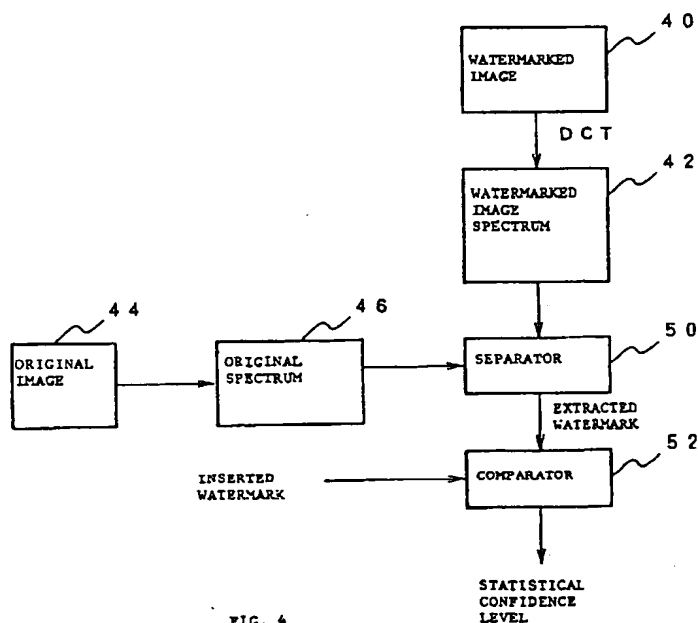 40
WATERMARKED
IMAGE
DCT
42
WATERMARKED
IMAGE
SPECTRUM
44
ORIGINAL
IMAGE
46
ORIGINAL
SPECTRUM
50
SEPARATOR
EXTRACTED
WATERMARK
52
INSERTED
WATERMARK
COMPARATOR
STATISTICAL
CONFIDENCE
LEVEL
FIG. 4